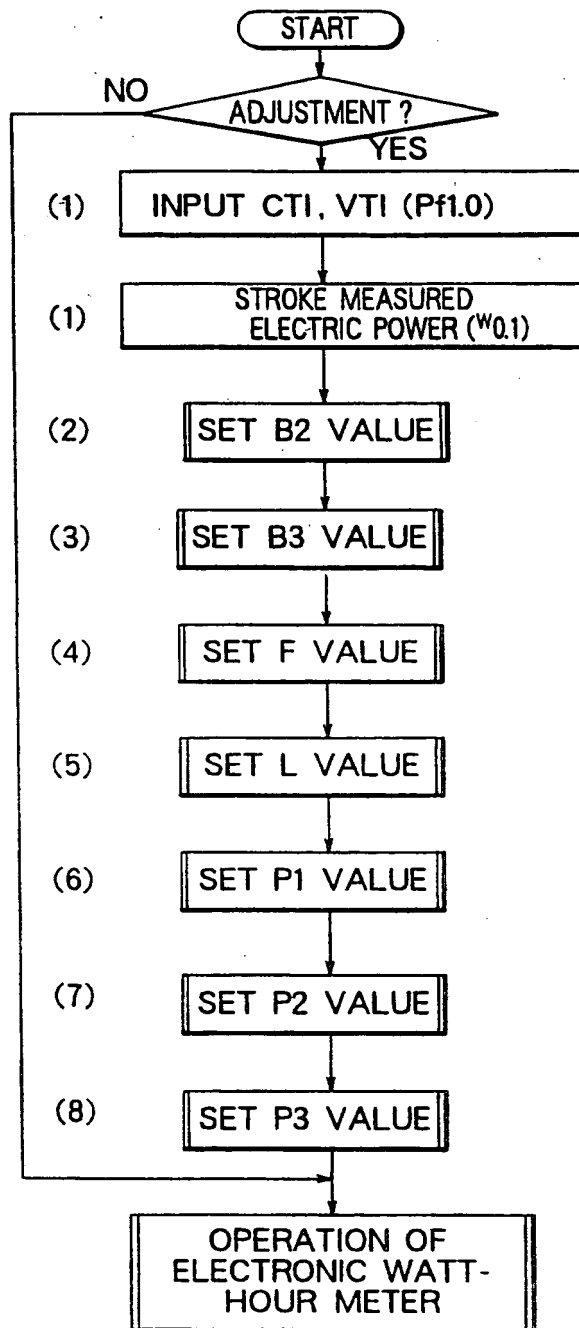 START
NO
ADJUSTMENT ?
YES
(1)
INPUT CTI, VTI (Pf1.0)
(1)
STROKE MEASURED
ELECTRIC POWER (W0.1)
(2)
SET B2 VALUE
(3)
SET B3 VALUE
(4)
SET F VALUE
(5)
SET L VALUE
(6)
SET P1 VALUE
(7)
SET P2 VALUE
(8)
SET P3 VALUE
OPERATION OF
ELECTRONIC WATT-
HOUR METER